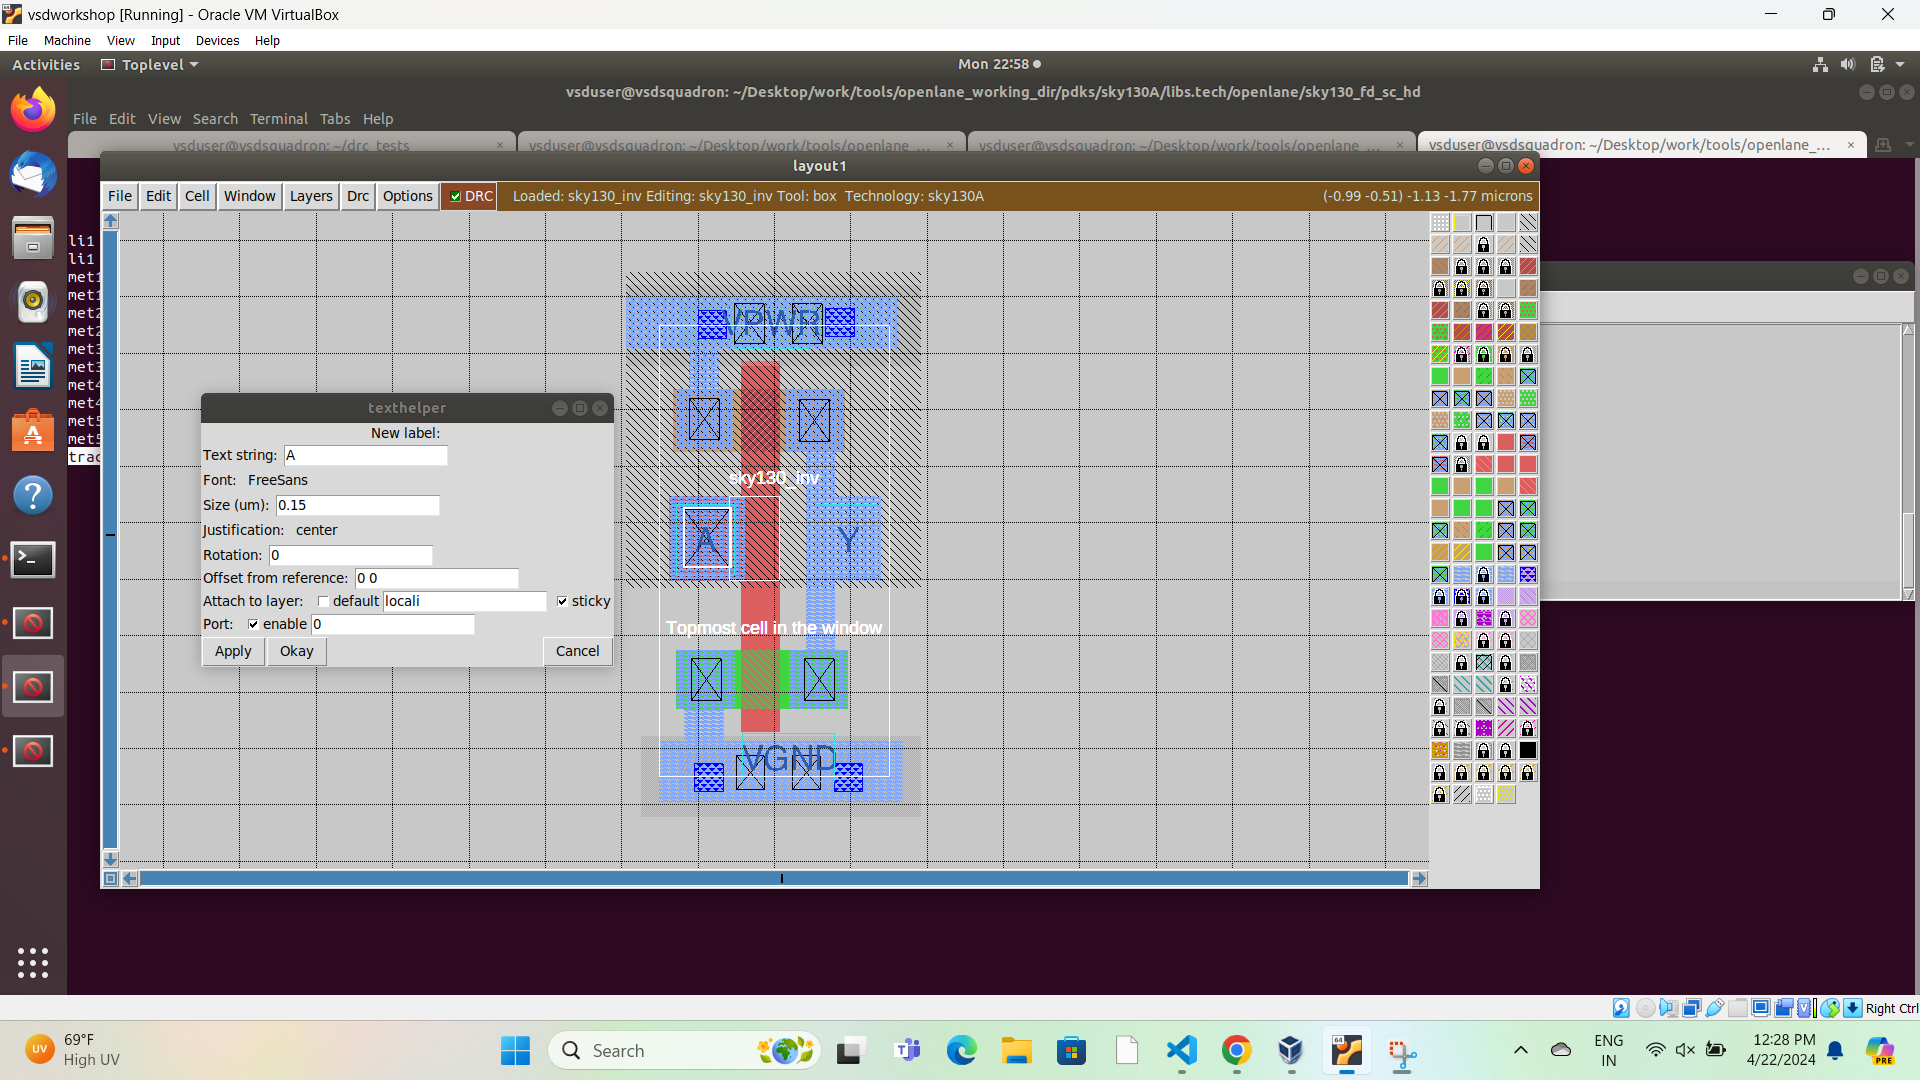 vsdworkshop [Running] - Oracle VM VirtualBox
File Machine View Input Devices Help
Activities Toplevel Mon 22:58
vsduser@vsdsquadron: ~/Desktop/work/tools/openlane_working_dir/pdks/sky130A/libs.tech/openlane/sky130_fd_sc_hd
File Edit View Search Terminal Tabs Help
vsduser@vsdsquadron: ~/drc_tests × vsduser@vsdsquadron: ~/Desktop/work/tools/openlane_... × vsduser@vsdsquadron: ~/Desktop/work/tools/openlane_... × vsduser@vsdsquadron: ~/Desktop/work/tools/openlane_... ×
layout1
File Edit Cell Window Layers Drc Options DRC Loaded: sky130_inv Editing: sky130_inv Tool: box Technology: sky130A (-0.99 -0.51) -1.13 -1.77 microns
li1
li1
met1
met1
met2
met2
met3
met3
met4
met4
met5
met5
trac
VPWR
sky130_inv
A
Y
Topmost cell in the window
VGND
texthelper
New label:
Text string: A
Font: FreeSans
Size (um): 0.15
Justification: center
Rotation: 0
Offset from reference: 0 0
Attach to layer: default locali sticky
Port: enable 0
Apply Okay Cancel
Right Ctrl
UV
69°F
High UV
Search
64
ENG
IN
12:28 PM
4/22/2024
PRE